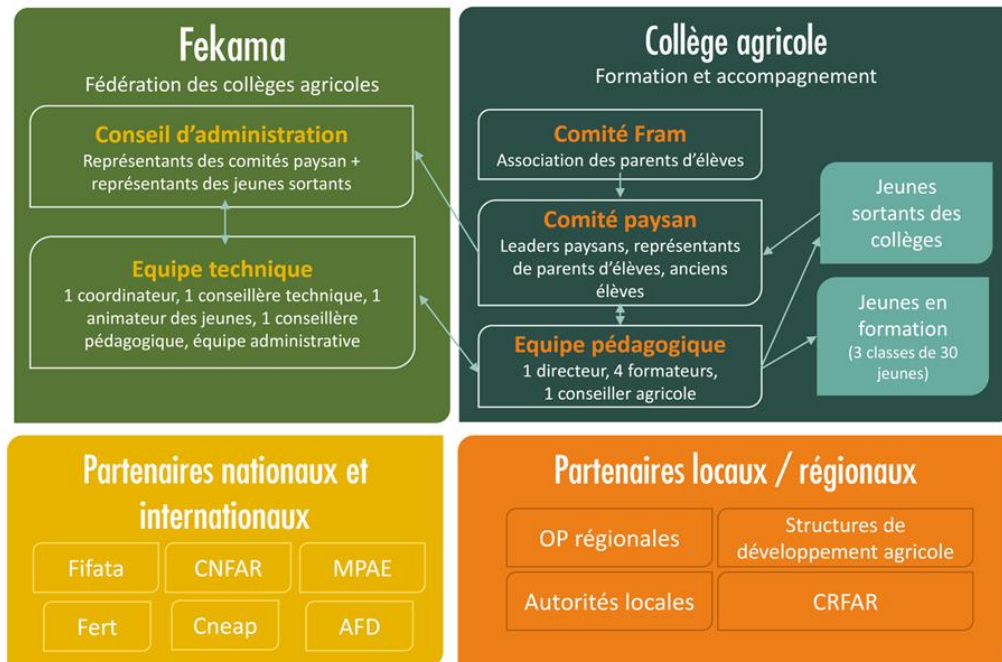 Fekama
Fédération des collèges agricoles
Conseil d'administration
Représentants des comités paysan +
représentants des jeunes sortants
Equipe technique
1 coordinateur, 1 conseillère technique, 1
animateur des jeunes, 1 conseillère
pédagogique, équipe administrative
Collège agricole
Formation et accompagnement
Comité Fram
Association des parents d'élèves
Comité paysan
Leaders paysans, représentants
de parents d'élèves, anciens
élèves
Equipe pédagogique
1 directeur, 4 formateurs,
1 conseiller agricole
Jeunes
sortants des
collèges
Jeunes en
formation
(3 classes de 30
jeunes)
Partenaires nationaux et
internationaux
Fifata
CNFAR
MPAE
Fert
Cneap
AFD
Partenaires locaux / régionaux
OP régionales
Structures de
développement agricole
Autorités locales
CRFAR